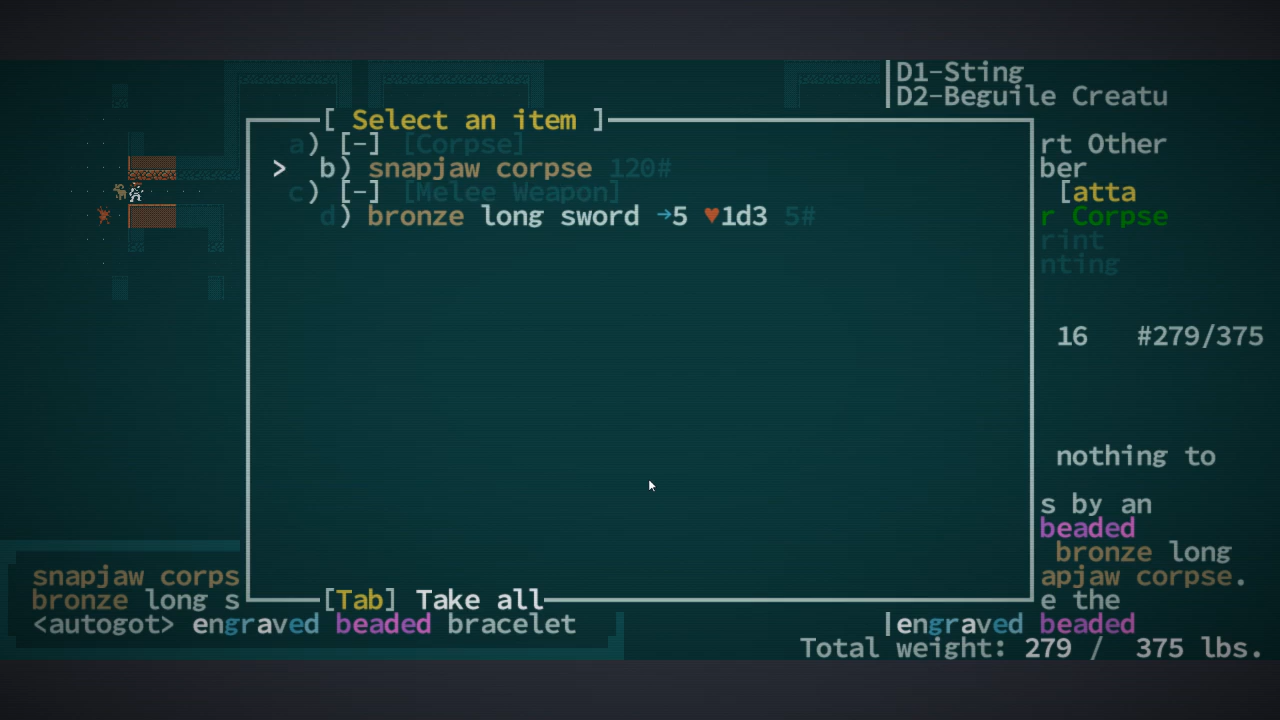 D1-Sting
D2-Beguile Creatu
[ Select an item ]
a) [-] [Corpse]
rt Other
> b) snapjaw corpse 120#
ber
c) [-] [Melee Weapon]
[atta
d) bronze long sword →5 ♥1d3 5#
r Corpse
rint
nting
16 #279/375
nothing to
s by an
beaded
bronze long
snapjaw corps
apjaw corpse.
bronze long s
[Tab] Take all
e the
<autogot> engraved beaded bracelet
engraved beaded
Total weight: 279 / 375 lbs.